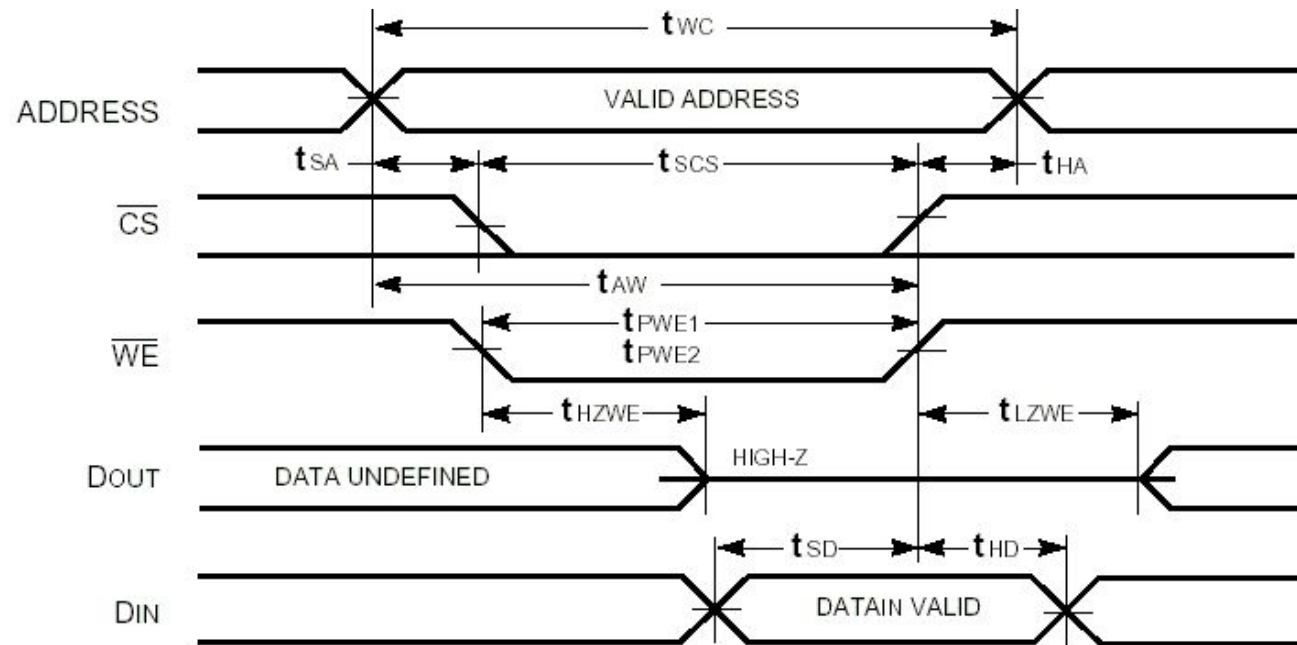 tWC
ADDRESS
VALID ADDRESS
tSA
tSCS
tHA
CS
tAW
tPWE1
WE
tPWE2
tHZWE
tLZWE
DOUT
DATA UNDEFINED
HIGH-Z
tSD
tHD
DIN
DATAIN VALID